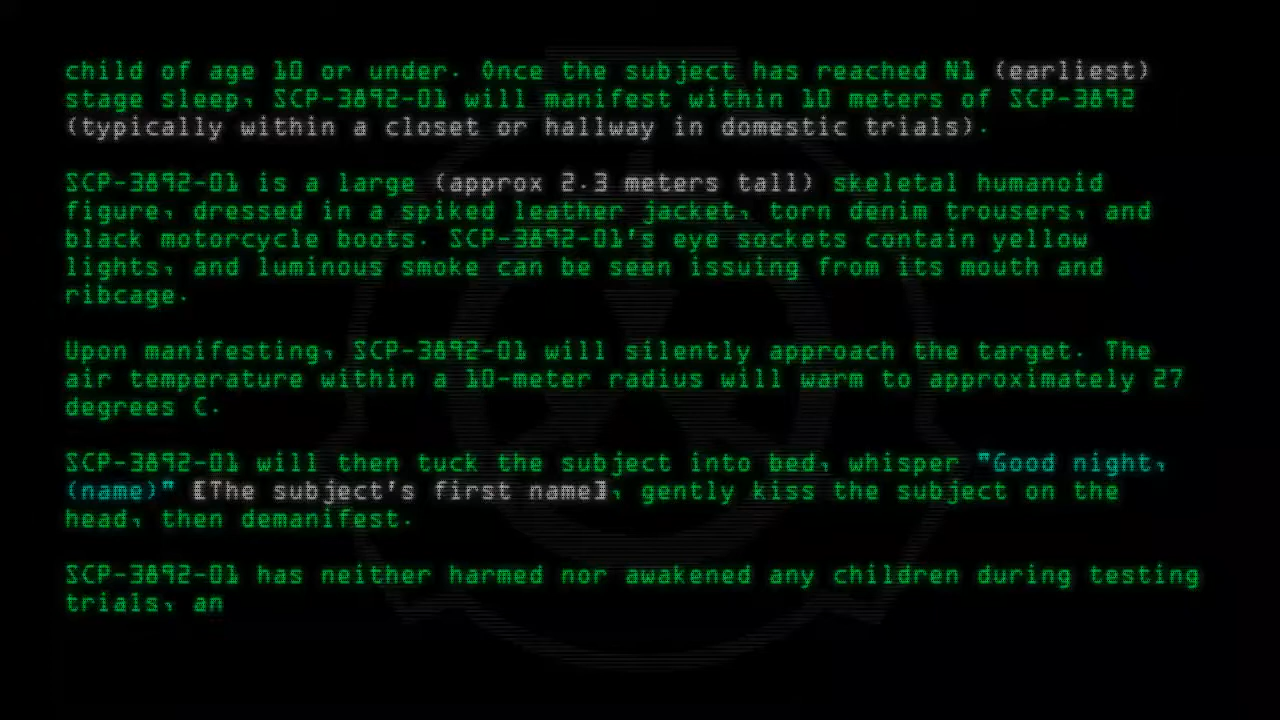 child of age 10 or under. Once the subject has reached N1 (earliest)
stage sleep, SCP-3892-01 will manifest within 10 meters of SCP-3892
(typically within a closet or hallway in domestic trials).
SCP-3892-01 is a large (approx 2.3 meters tall) skeletal humanoid
figure, dressed in a spiked leather jacket, torn denim trousers, and
black motorcycle boots. SCP-3892-01's eye sockets contain yellow
lights, and luminous smoke can be seen issuing from its mouth and
ribcage.
Upon manifesting, SCP-3892-01 will silently approach the target. The
air temperature within a 10-meter radius will warm to approximately 27
degrees C.
SCP-3892-01 will then tuck the subject into bed, whisper "Good night,
(name)" [The subject's first name], gently kiss the subject on the
head, then demanifest.
SCP-3892-01 has neither harmed nor awakened any children during testing
trials, an